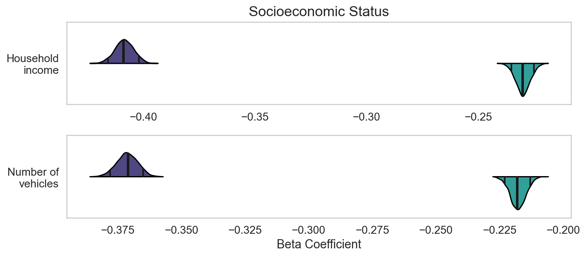 Socioeconomic Status
Household
income
−0.40 −0.35 −0.30 −0.25
Number of
vehicles
−0.375 −0.350 −0.325 −0.300 −0.275 −0.250 −0.225 −0.200
Beta Coefficient